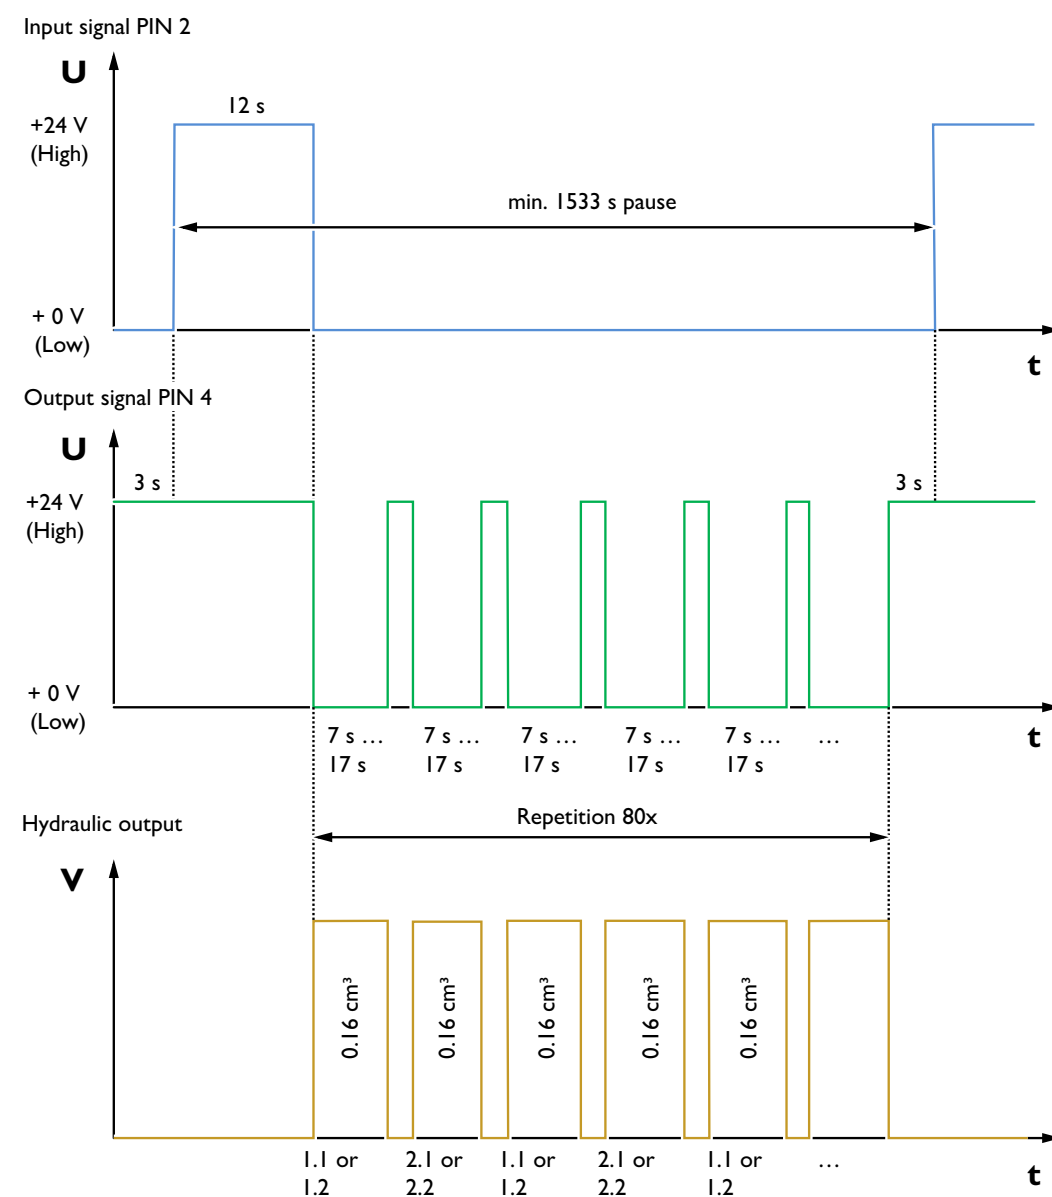 Input signal PIN 2
U
12 s
+24 V
(High)
min. 1533 s pause
+ 0 V
(Low)
t
Output signal PIN 4
U
3 s
3 s
+24 V
(High)
+ 0 V
(Low)
t
7 s … 7 s … 7 s … 7 s … 7 s … …
17 s 17 s 17 s 17 s 17 s
Repetition 80x
Hydraulic output
V
0.16 cm³
0.16 cm³
0.16 cm³
0.16 cm³
0.16 cm³
1.1 or 2.1 or 1.1 or 2.1 or 1.1 or …
1.2 2.2 1.2 2.2 1.2
t